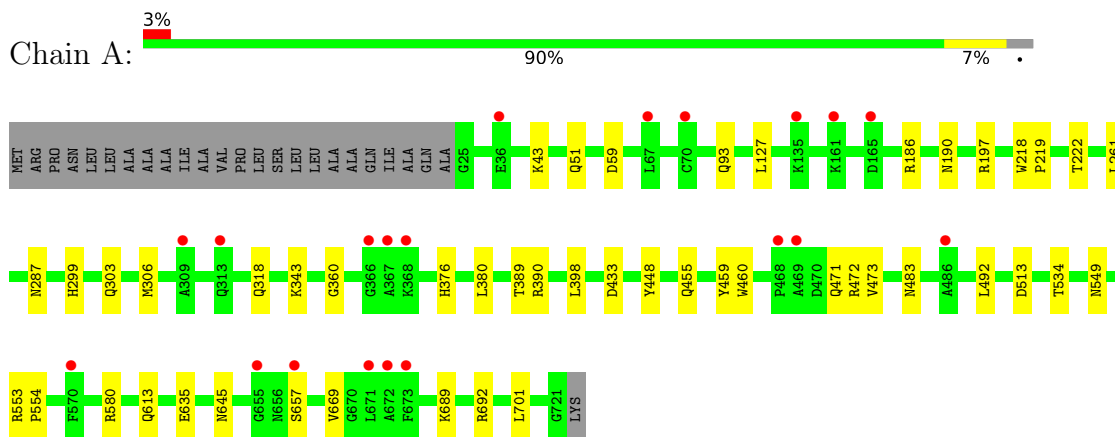 3%
Chain A:
90% 7% •
MET ARG PRO ASN LEU LEU ALA ALA ALA ILE ALA VAL PRO LEU SER LEU LEU ALA ALA GLN ILE ALA GLN ALA G25 E36 K43 Q51 D59 L67 C70 Q93 L127 K135 K161 D165 R186 N190 R197 W218 P219 T222 L261
N287 H299 Q303 M306 A309 Q313 Q318 K343 G360 G366 A367 K368 H376 L380 T389 R390 L398 D433 Y448 Q455 Y459 W460 P468 A469 D470 Q471 R472 V473 N483 A486 L492 D513 T534 N549
R553 P554 F570 R580 Q613 E635 N645 G655 N656 S657 V669 G670 L671 A672 F673 K689 R692 L701 G721 LYS